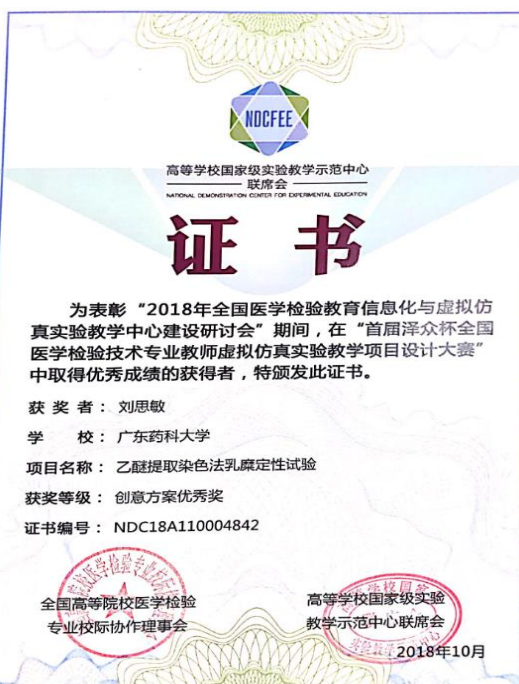 NDCFEE
高等学校国家级实验教学示范中心
联席会
NATIONAL DEMONSTRATION CENTER FOR EXPERIMENTAL EDUCATION
证 书
为表彰“2018年全国医学检验教育信息化与虚拟仿
真实验教学中心建设研讨会”期间，在“首届泽众杯全国
医学检验技术专业教师虚拟仿真实验教学项目设计大赛”
中取得优秀成绩的获得者，特颁发此证书。
获 奖 者： 刘思敏
学 校： 广东药科大学
项目名称： 乙醚提取染色法乳糜定性试验
获奖等级： 创意方案优秀奖
证书编号： NDC18A110004842
全国高等院校医学检验
专业校际协作理事会
高等学校国家级实验
教学示范中心联席会
2018年10月